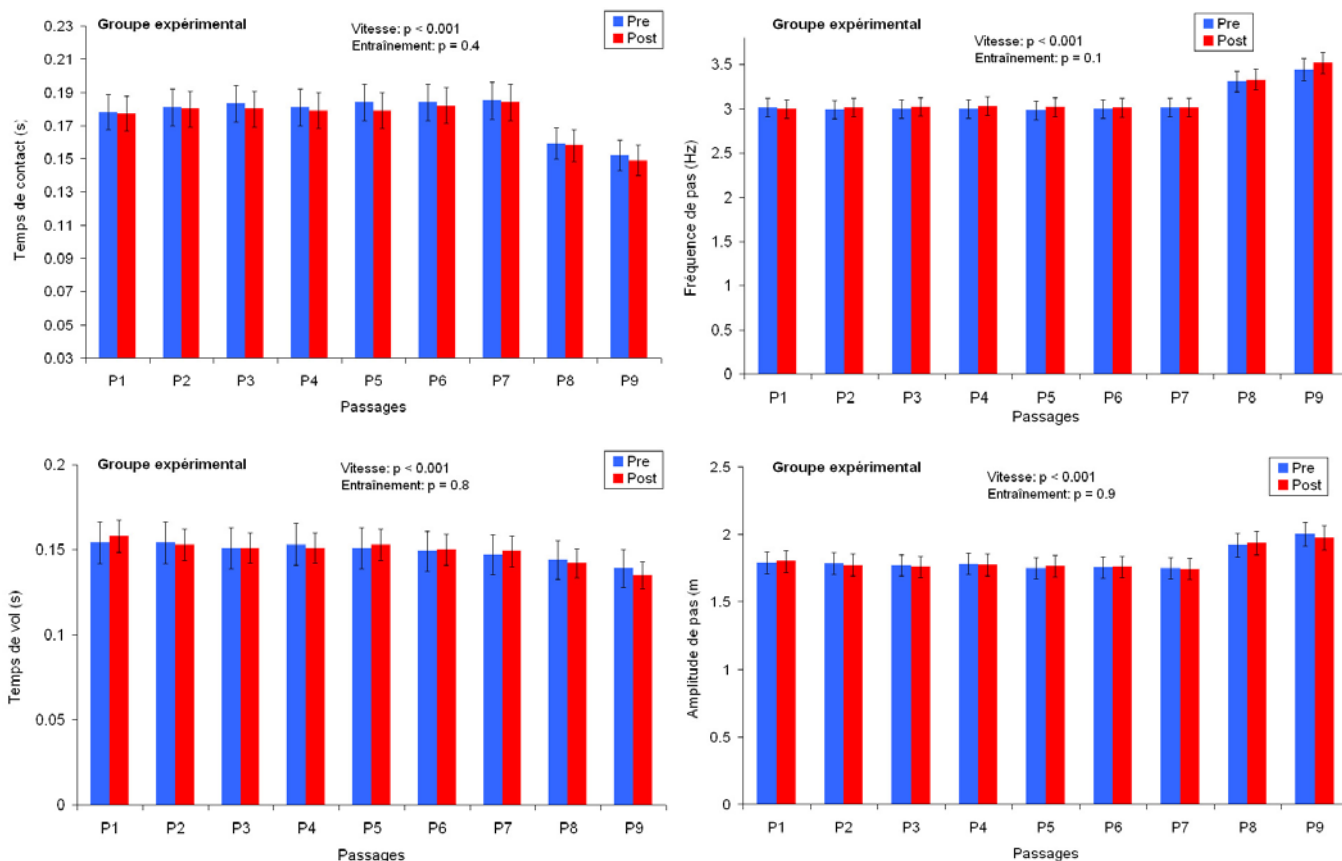 Groupe expérimental
Vitesse: p < 0.001
Entraînement: p = 0.4
Pre
Post
Temps de contact (s)
0.23
0.21
0.19
0.17
0.15
0.13
0.11
0.09
0.07
0.05
0.03
P1 P2 P3 P4 P5 P6 P7 P8 P9
Passages
Groupe expérimental
Vitesse: p < 0.001
Entraînement: p = 0.1
Pre
Post
Fréquence de pas (Hz)
3.5
3
2.5
2
1.5
1
0.5
0
P1 P2 P3 P4 P5 P6 P7 P8 P9
Passages
Groupe expérimental
Vitesse: p < 0.001
Entraînement: p = 0.8
Pre
Post
Temps de vol (s)
0.2
0.15
0.1
0.05
0
P1 P2 P3 P4 P5 P6 P7 P8 P9
Passages
Groupe expérimental
Vitesse: p < 0.001
Entraînement: p = 0.9
Pre
Post
Amplitude de pas (m
2.5
2
1.5
1
0.5
0
P1 P2 P3 P4 P5 P6 P7 P8 P9
Passages